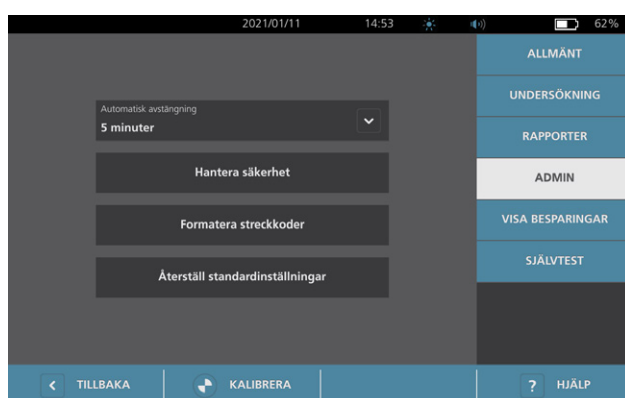 2021/01/11 14:53 62%
ALLMÄNT
UNDERSÖKNING
RAPPORTER
ADMIN
VISA BESPARINGAR
SJÄLVTEST
Automatisk avstängning
5 minuter
Hantera säkerhet
Formatera streckkoder
Återställ standardinställningar
TILLBAKA KALIBRERA ? HJÄLP